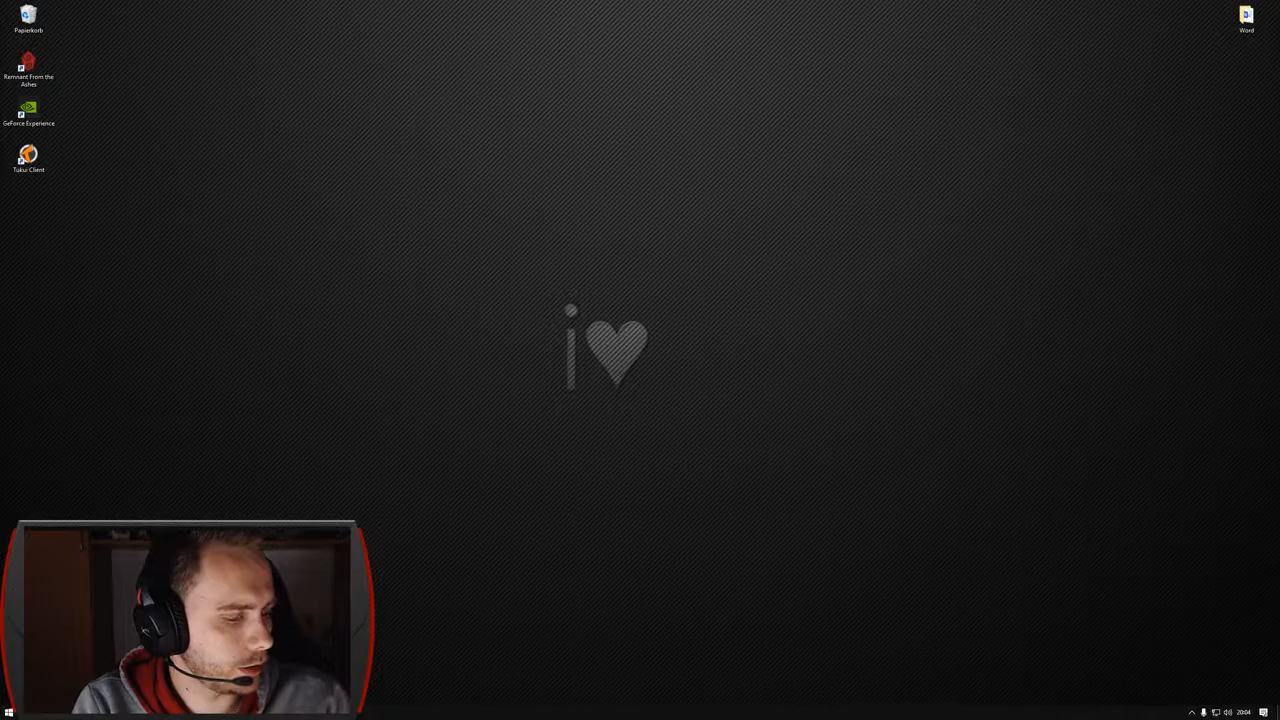 Papierkorb
Word
Remnant From the
Ashes
GeForce Experience
Tukui Client
i♥
20:04